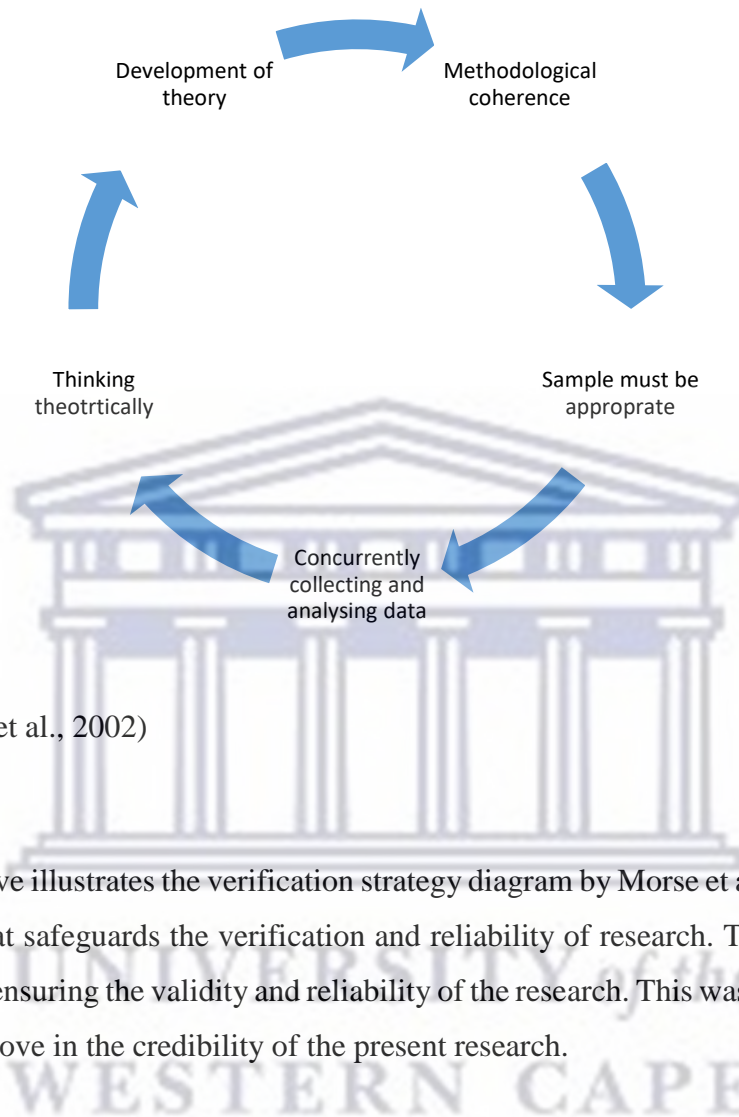 Development of
theory
Methodological
coherence
Sample must be
approprate
Concurrently
collecting and
analysing data
Thinking
theotrtically
et al., 2002)
ve illustrates the verification strategy diagram by Morse et a
at safeguards the verification and reliability of research. T
ensuring the validity and reliability of the research. This was
ove in the credibility of the present research.
UNIVERSITY of the
WESTERN CAPE